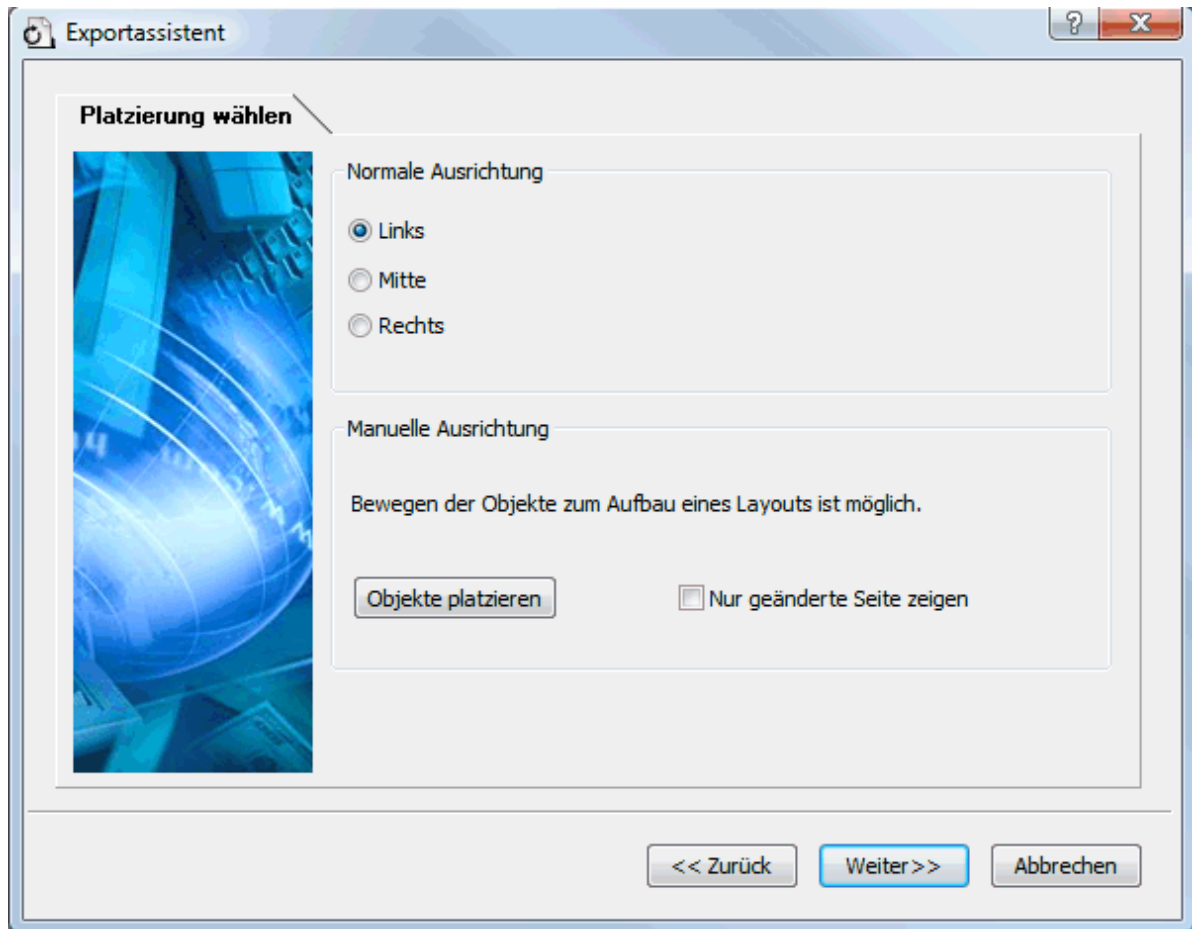 Exportassistent
Platzierung wählen
Normale Ausrichtung
Links
Mitte
Rechts
Manuelle Ausrichtung
Bewegen der Objekte zum Aufbau eines Layouts ist möglich.
Objekte platzieren
Nur geänderte Seite zeigen
<< Zurück
Weiter>>
Abbrechen